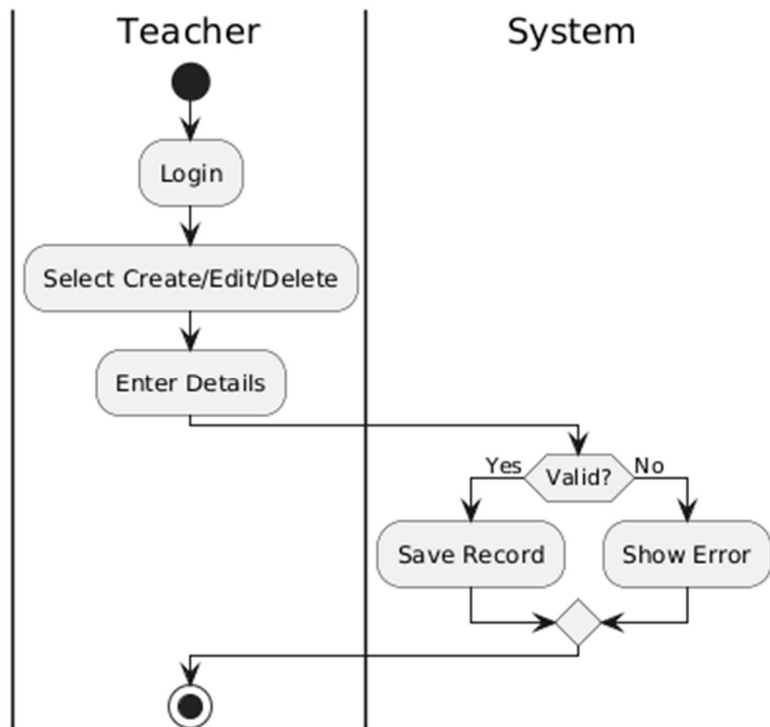 Teacher
System
Login
Select Create/Edit/Delete
Enter Details
Yes
Valid?
No
Save Record
Show Error